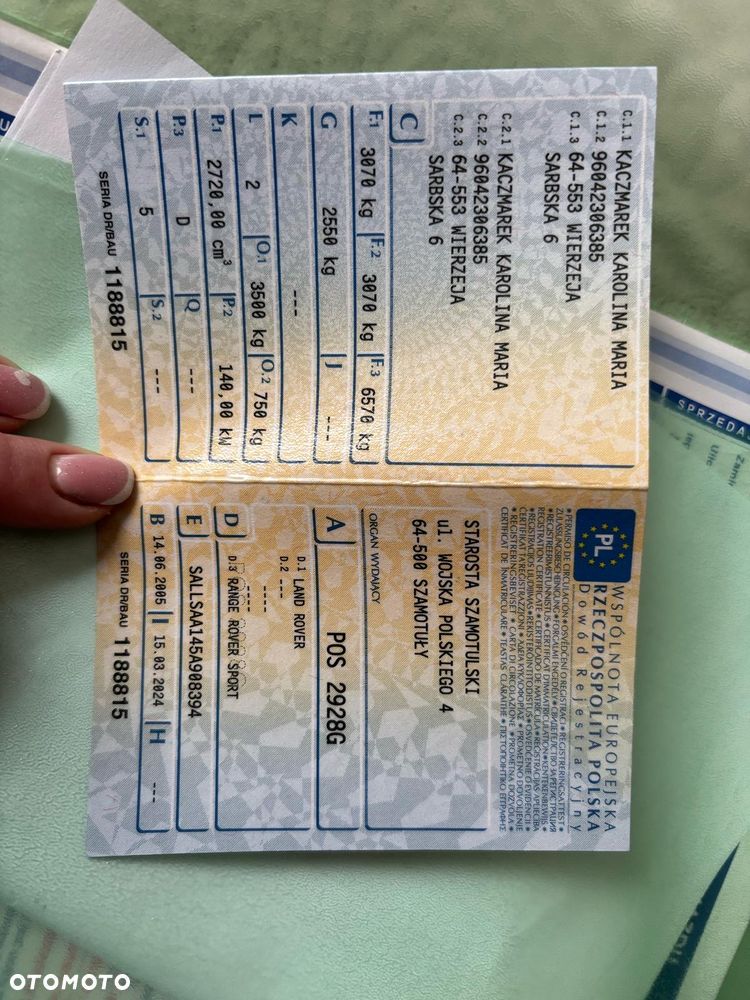 C.1.1 KACZMAREK KAROLINA MARIA
C.1.2 96042306385
C.1.3 64-553 WIERZEJA
SARBSKA 6
C.2.1 KACZMAREK KAROLINA MARIA
C.2.2 96042306385
C.2.3 64-553 WIERZEJA
SARBSKA 6
C
F.1 3070 kg F.2 3070 kg F.3 6570 kg
G 2550 kg J ---
K ---
L 2 O.1 3500 kg O.2 750 kg
P.1 2720,00 cm³ P.2 140,00 kW
P.3 D Q ---
S.1 5 S.2 ---
SERIA DR/BAU 1188815
PL
WSPÓLNOTA EUROPEJSKA
RZECZPOSPOLITA POLSKA
Dowód Rejestracyjny
STAROSTA SZAMOTULSKI
ul. WOJSKA POLSKIEGO 4
64-500 SZAMOTUŁY
ORGAN WYDAJĄCY
A POS 2928G
D.1 LAND ROVER
D.2 ---
----
----
D D.3 RANGE ROVER SPORT
E SALLSAA145A908394
B 14.06.2005 I 15.03.2024 H ---
SERIA DR/BAU 1188815
SPRZEDA
OTOMOTO